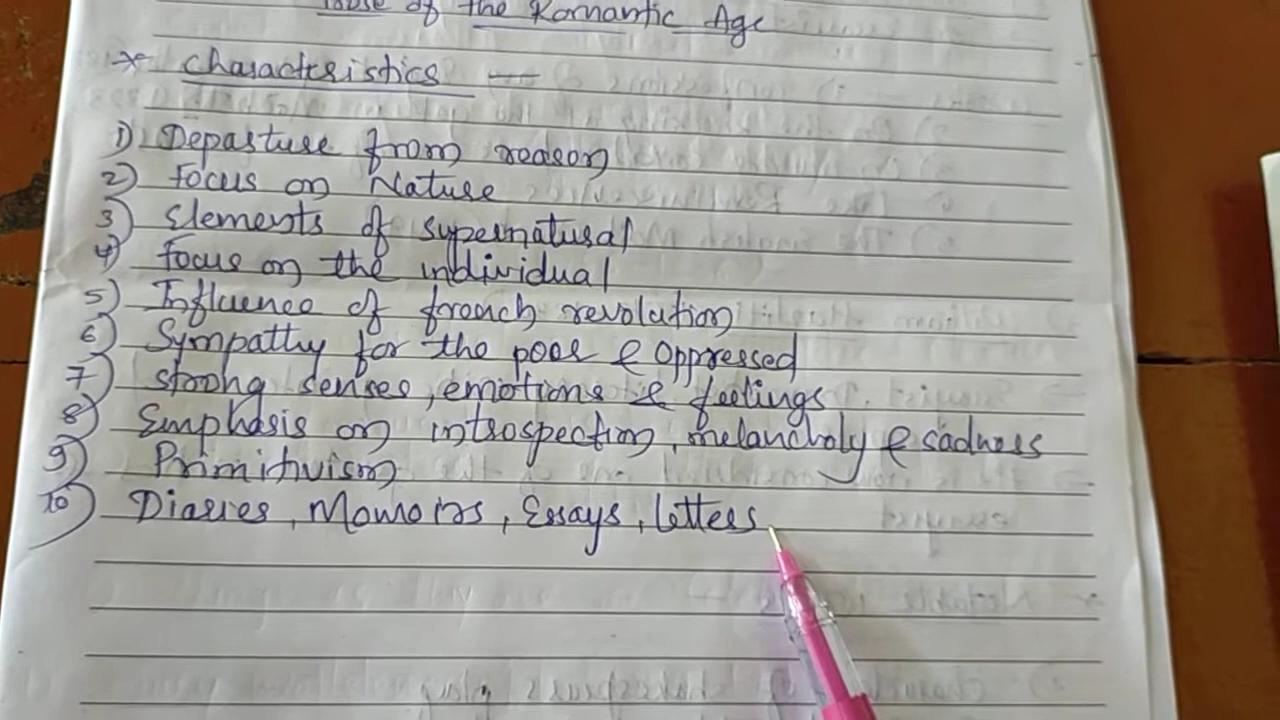 of the Romantic Age
* Characteristics —
1) Departure from reason
2) Focus on Nature
3) Elements of supernatural
4) Focus on the individual
5) Influence of french revolution
6) Sympathy for the poor & oppressed
7) strong senses, emotions & feelings
8) Emphasis on introspection, melancholy & sadness
9) Primitivism
10) Diaries, Momoirs, Essays, letters